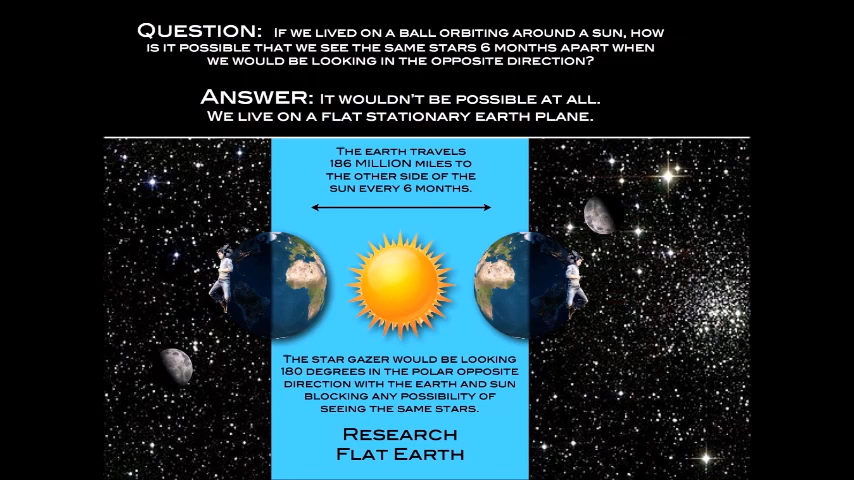 QUESTION: IF WE LIVED ON A BALL ORBITING AROUND A SUN, HOW
IS IT POSSIBLE THAT WE SEE THE SAME STARS 6 MONTHS APART WHEN
WE WOULD BE LOOKING IN THE OPPOSITE DIRECTION?
ANSWER: IT WOULDN'T BE POSSIBLE AT ALL.
WE LIVE ON A FLAT STATIONARY EARTH PLANE.
THE EARTH TRAVELS
186 MILLION MILES TO
THE OTHER SIDE OF THE
SUN EVERY 6 MONTHS.
THE STAR GAZER WOULD BE LOOKING
180 DEGREES IN THE POLAR OPPOSITE
DIRECTION WITH THE EARTH AND SUN
BLOCKING ANY POSSIBILITY OF
SEEING THE SAME STARS.
RESEARCH
FLAT EARTH